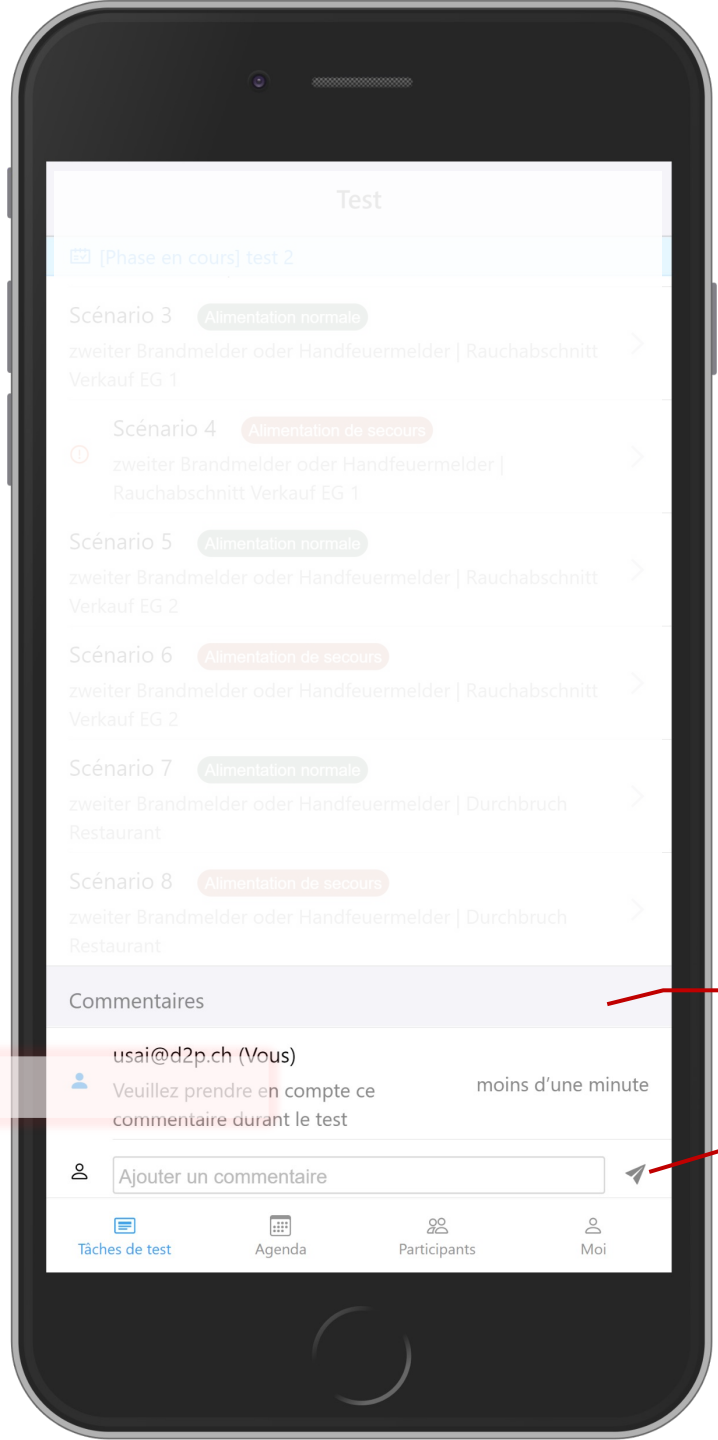 Test
[Phase en cours] test 2
Scénario 3 Alimentation normale
zweiter Brandmelder oder Handfeuermelder | Rauchabschnitt
Verkauf EG 1
Scénario 4 Alimentation de secours
zweiter Brandmelder oder Handfeuermelder |
Rauchabschnitt Verkauf EG 1
Scénario 5 Alimentation normale
zweiter Brandmelder oder Handfeuermelder | Rauchabschnitt
Verkauf EG 2
Scénario 6 Alimentation de secours
zweiter Brandmelder oder Handfeuermelder | Rauchabschnitt
Verkauf EG 2
Scénario 7 Alimentation normale
zweiter Brandmelder oder Handfeuermelder | Durchbruch
Restaurant
Scénario 8 Alimentation de secours
zweiter Brandmelder oder Handfeuermelder | Durchbruch
Restaurant
Commentaires
usai@d2p.ch (Vous)
Veuillez prendre en compte ce
commentaire durant le test
moins d’une minute
Ajouter un commentaire
Tâches de test Agenda Participants Moi